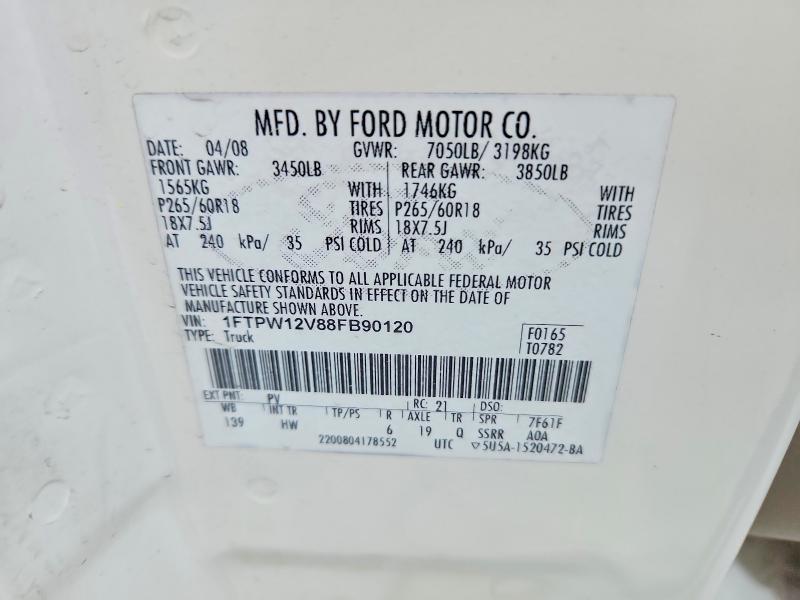 MFD. BY FORD MOTOR CO.
DATE: 04/08 GVWR: 7050LB/ 3198KG
FRONT GAWR: 3450LB REAR GAWR: 3850LB
1565KG WITH 1746KG WITH
P265/60R18 TIRES P265/60R18 TIRES
18X7.5J RIMS 18X7.5J RIMS
AT 240 kPa/ 35 PSI COLD AT 240 kPa/ 35 PSI COLD
THIS VEHICLE CONFORMS TO ALL APPLICABLE FEDERAL MOTOR
VEHICLE SAFETY STANDARDS IN EFFECT ON THE DATE OF
MANUFACTURE SHOWN ABOVE.
VIN: 1FTPW12V88FB90120 F0165
TYPE: Truck T0782
EXT PNT: PV RC: 21 DSO:
WB INT TR TP/PS R AXLE TR SPR 7F61F
139 HW 6 19 Q SSRR A0A
2200804178552 UTC ▽5U5A-1520472-BA